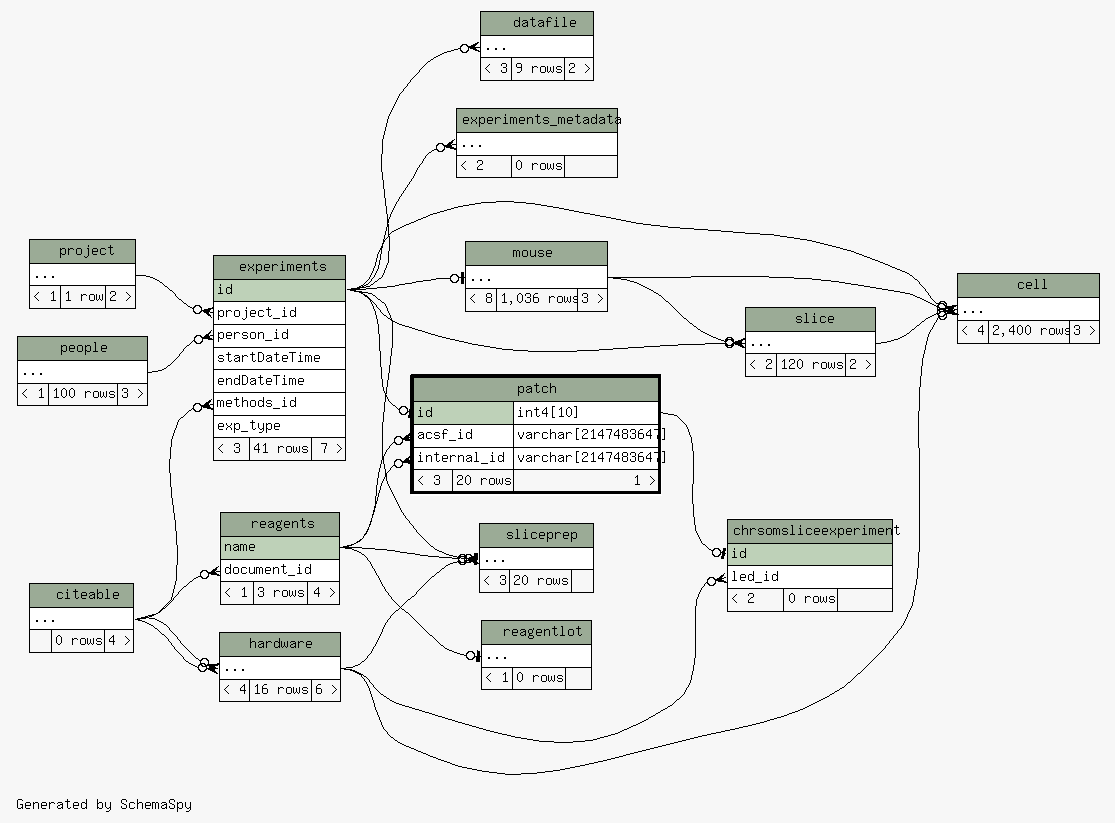 datafile
...
< 3 9 rows 2 >
experiments_metadata
...
< 2 0 rows
project
...
< 1 1 row 2 >
people
...
< 1 100 rows 3 >
experiments
id
project_id
person_id
startDateTime
endDateTime
methods_id
exp_type
< 3 41 rows 7 >
mouse
...
< 8 1,036 rows 3 >
cell
...
< 4 2,400 rows 3 >
slice
...
< 2 120 rows 2 >
patch
id int4[10]
acsf_id varchar[2147483647]
internal_id varchar[2147483647]
< 3 20 rows 1 >
reagents
name
document_id
< 1 3 rows 4 >
sliceprep
...
< 3 20 rows
chrsomsliceexperiment
id
led_id
< 2 0 rows
citeable
...
0 rows 4 >
hardware
...
< 4 16 rows 6 >
reagentlot
...
< 1 0 rows
Generated by SchemaSpy